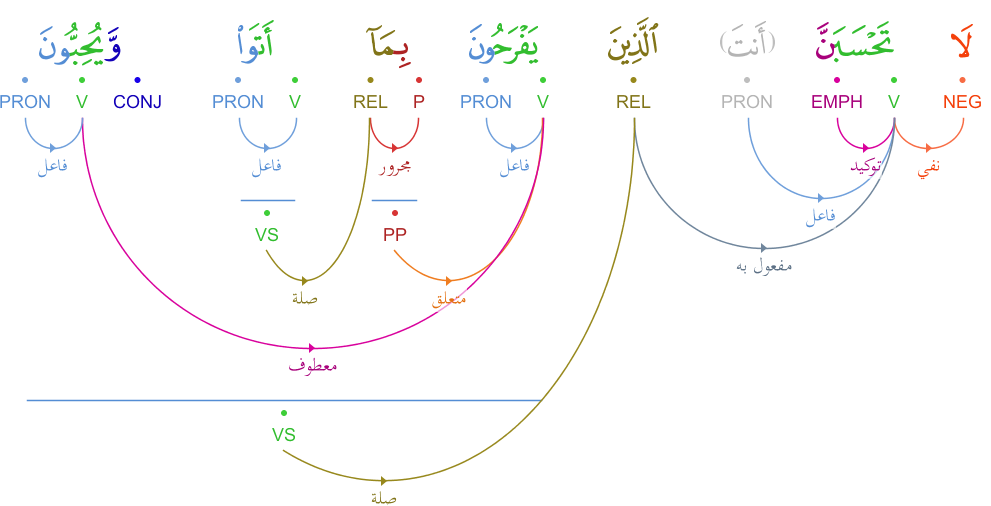 لَا تَحْسَبَنَّ (أَنتَ) ٱلَّذِينَ يَفْرَحُونَ بِمَآ أَتَوا۟ وَّيُحِبُّونَ
NEG V EMPH PRON REL V PRON P REL V PRON CONJ V PRON
نفي توكيد فاعل مجرور فاعل فاعل
فاعل
VS PP
مفعول به
صلة متعلق
معطوف
VS
صلة